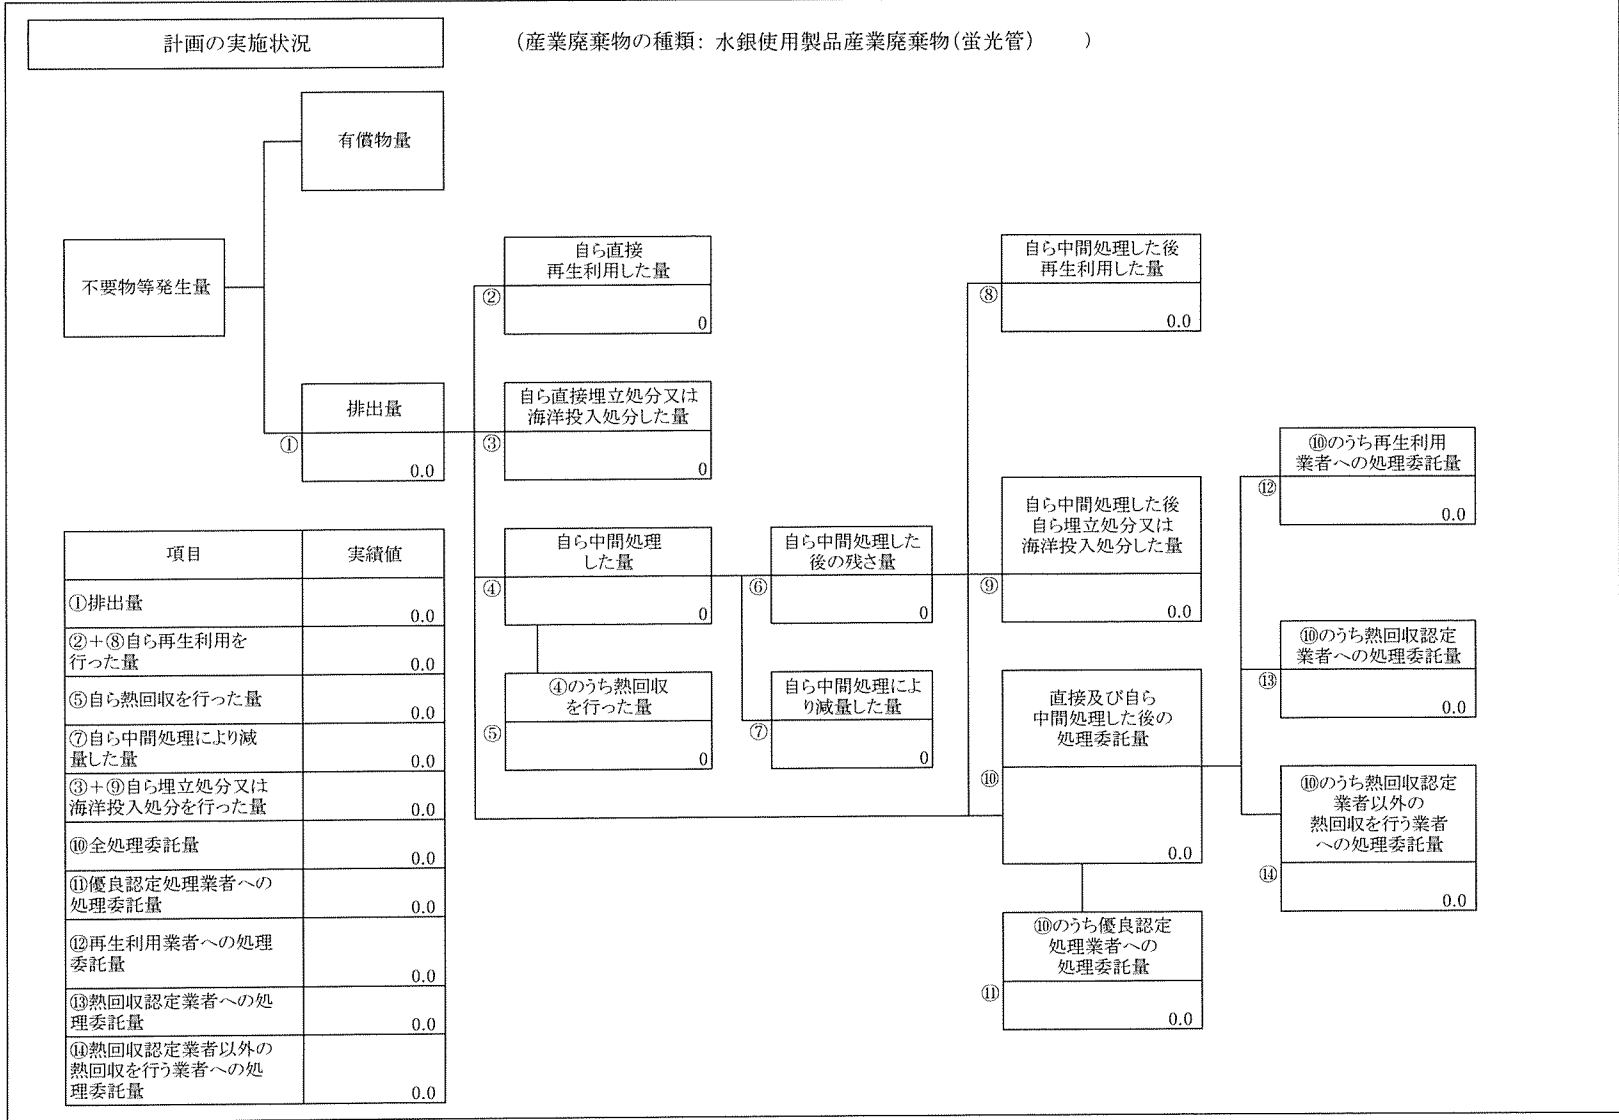 計画の実施状況
(産業廃棄物の種類: 水銀使用製品産業廃棄物(蛍光管) )
有償物量
不要物等発生量
排出量
①
0.0
自ら直接
再生利用した量
②
0
自ら直接埋立処分又は
海洋投入処分した量
③
0
自ら中間処理
した量
④
0
④のうち熱回収
を行った量
⑤
0
自ら中間処理した
後の残さ量
⑥
0
自ら中間処理によ
り減量した量
⑦
0
自ら中間処理した後
再生利用した量
⑧
0.0
自ら中間処理した後
自ら埋立処分又は
海洋投入処分した量
⑨
0.0
直接及び自ら
中間処理した後の
処理委託量
⑩
0.0
⑩のうち優良認定
処理業者への
処理委託量
⑪
0.0
⑩のうち再生利用
業者への処理委託量
⑫
0.0
⑩のうち熱回収認定
業者への処理委託量
⑬
0.0
⑩のうち熱回収認定
業者以外の
熱回収を行う業者
への処理委託量
⑭
0.0
項目 実績値
①排出量
0.0
②+⑧自ら再生利用を
行った量
0.0
⑤自ら熱回収を行った量
0.0
⑦自ら中間処理により減
量した量
0.0
③+⑨自ら埋立処分又は
海洋投入処分を行った量
0.0
⑩全処理委託量
0.0
⑪優良認定処理業者への
処理委託量
0.0
⑫再生利用業者への処理
委託量
0.0
⑬熱回収認定業者への処
理委託量
0.0
⑭熱回収認定業者以外の
熱回収を行う業者への処
理委託量
0.0